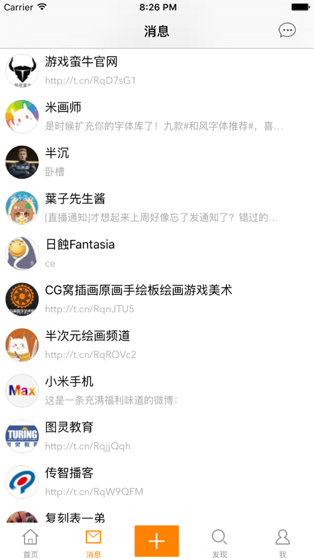 Carrier 8:26 PM
消息
游戏蛮牛官网
http://t.cn/RqD7sG1
米画师
是时候扩充你的字体库了！九款#和风字体推荐#，喜…
半沉
卧槽
葉子先生酱
|直播通知|才想起来上周好像忘了发通知了？错过的…
日蝕Fantasia
ce
CG窝插画原画手绘板绘画游戏美术
http://t.cn/RqnJTU5
半次元绘画频道
http://t.cn/RqROVc2
小米手机
Max
这是一条充满福利味道的微博：
图灵教育
TURING
http://t.cn/RqjjQqh
传智播客
http://t.cn/RqW9QFM
复刻表一弟
首页 消息 发现 我